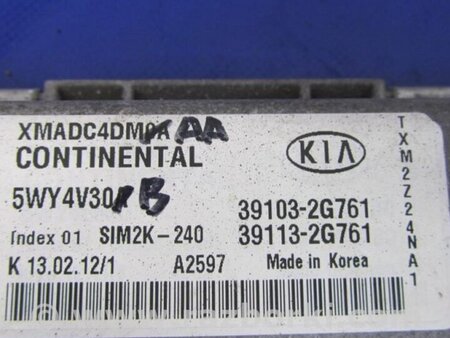 XMADC4DM0A AA
CONTINENTAL
KIA
5WY4V30 B
39103-2G761
Index 01 SIM2K-240
39113-2G761
K 13.02.12/1 A2597 Made in Korea
TXM2Z24NA1